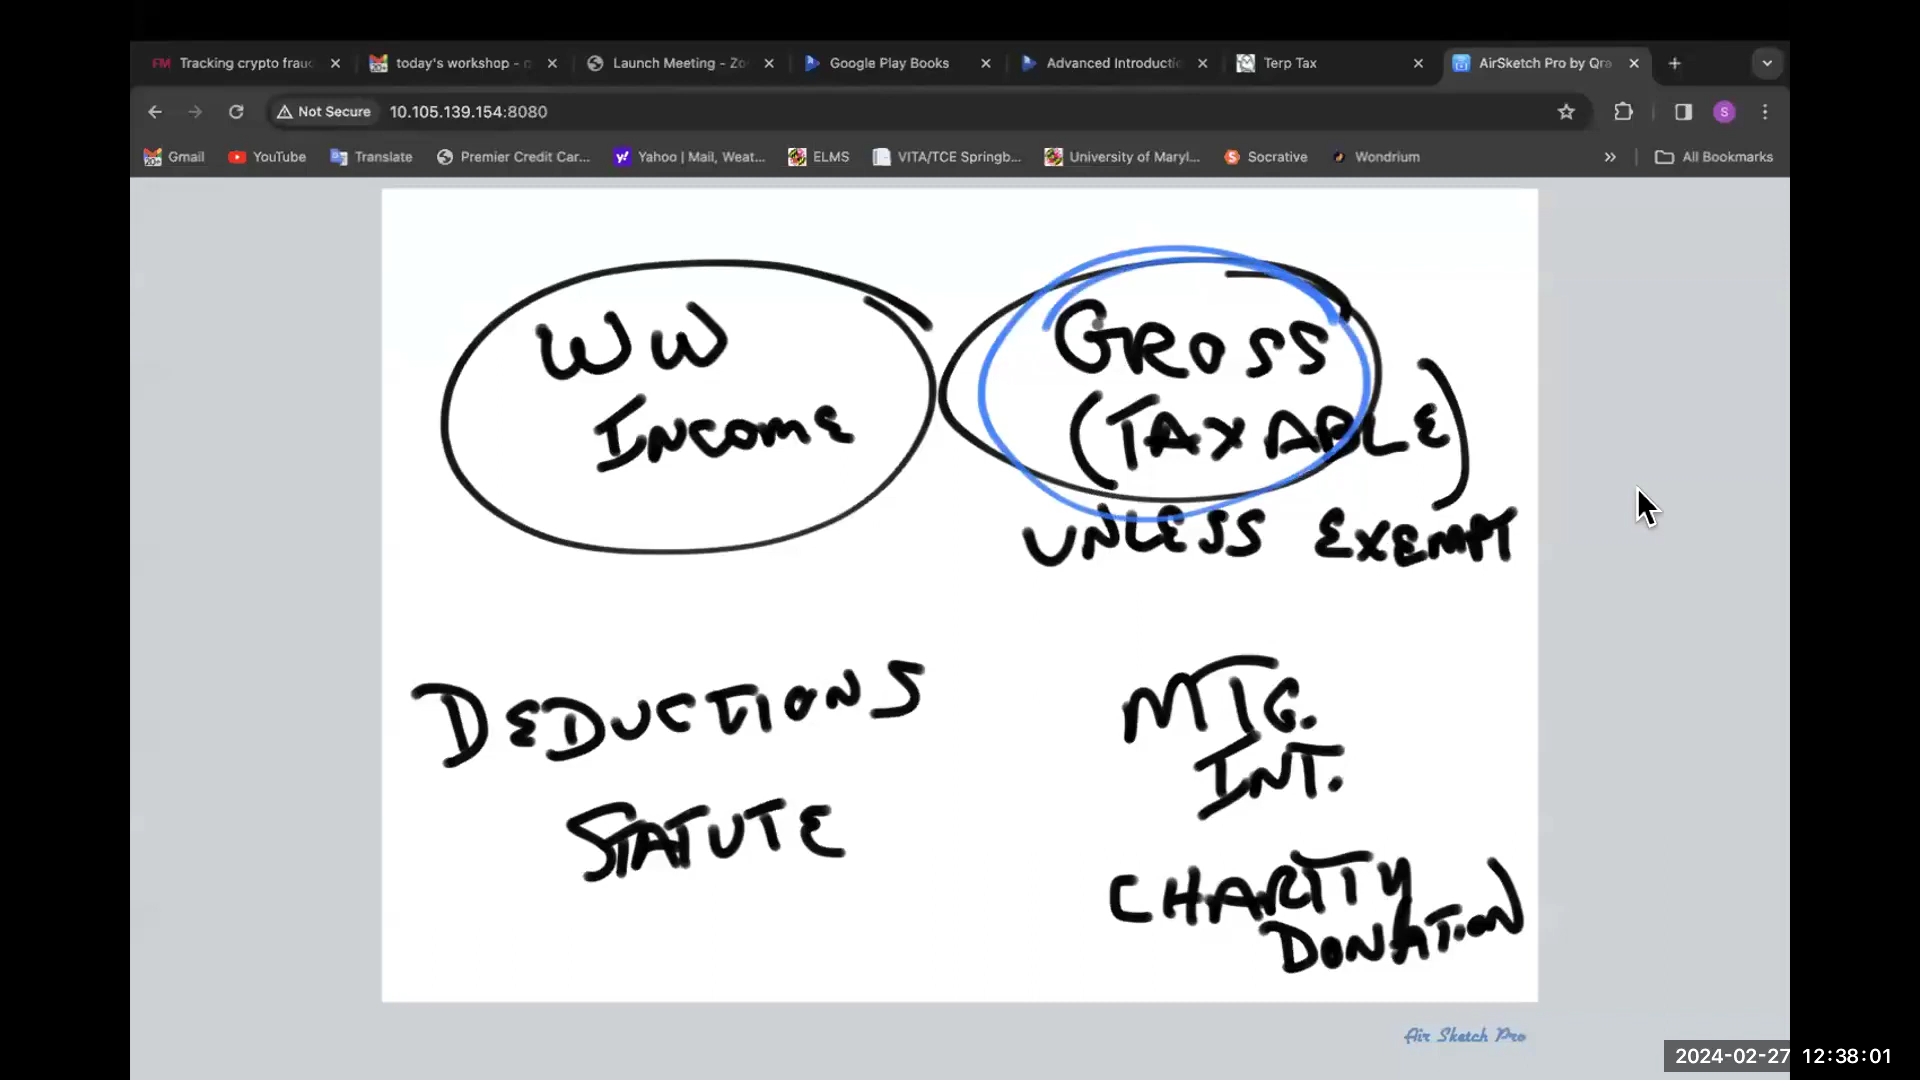 Tracking crypto frauc
today's workshop - r
Launch Meeting - Zo
Google Play Books
Advanced Introducti
Terp Tax
AirSketch Pro by Qra
Not Secure 10.105.139.154:8080
S
Gmail
YouTube
Translate
Premier Credit Car...
Yahoo | Mail, Weat...
ELMS
VITA/TCE Springb...
University of Maryl...
Socrative
Wondrium
All Bookmarks
WW
INCOME
GROSS
(TAXABLE)
UNLESS EXEMPT
DEDUCTIONS
STATUTE
MTG.
INT.
CHARITY
DONATION
Air Sketch Pro
2024-02-27 12:38:01